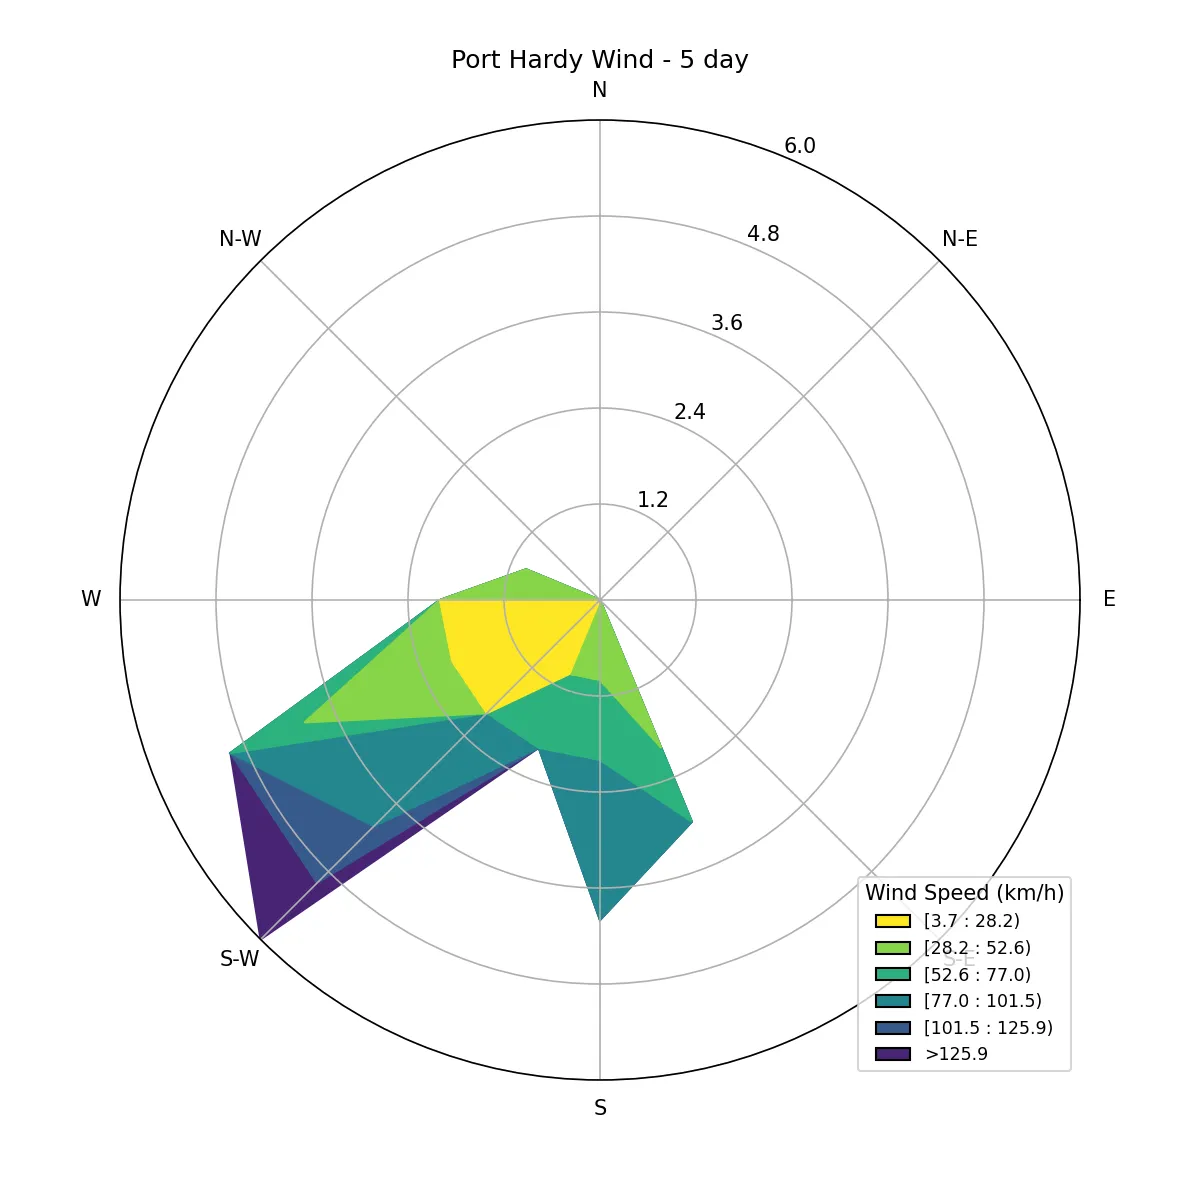 Port Hardy Wind - 5 day
N
6.0
N-W
N-E
4.8
3.6
2.4
1.2
W
E
Wind Speed (km/h)
[3.7 : 28.2)
[28.2 : 52.6)
S-W
S-E
[52.6 : 77.0)
[77.0 : 101.5)
[101.5 : 125.9)
>125.9
S